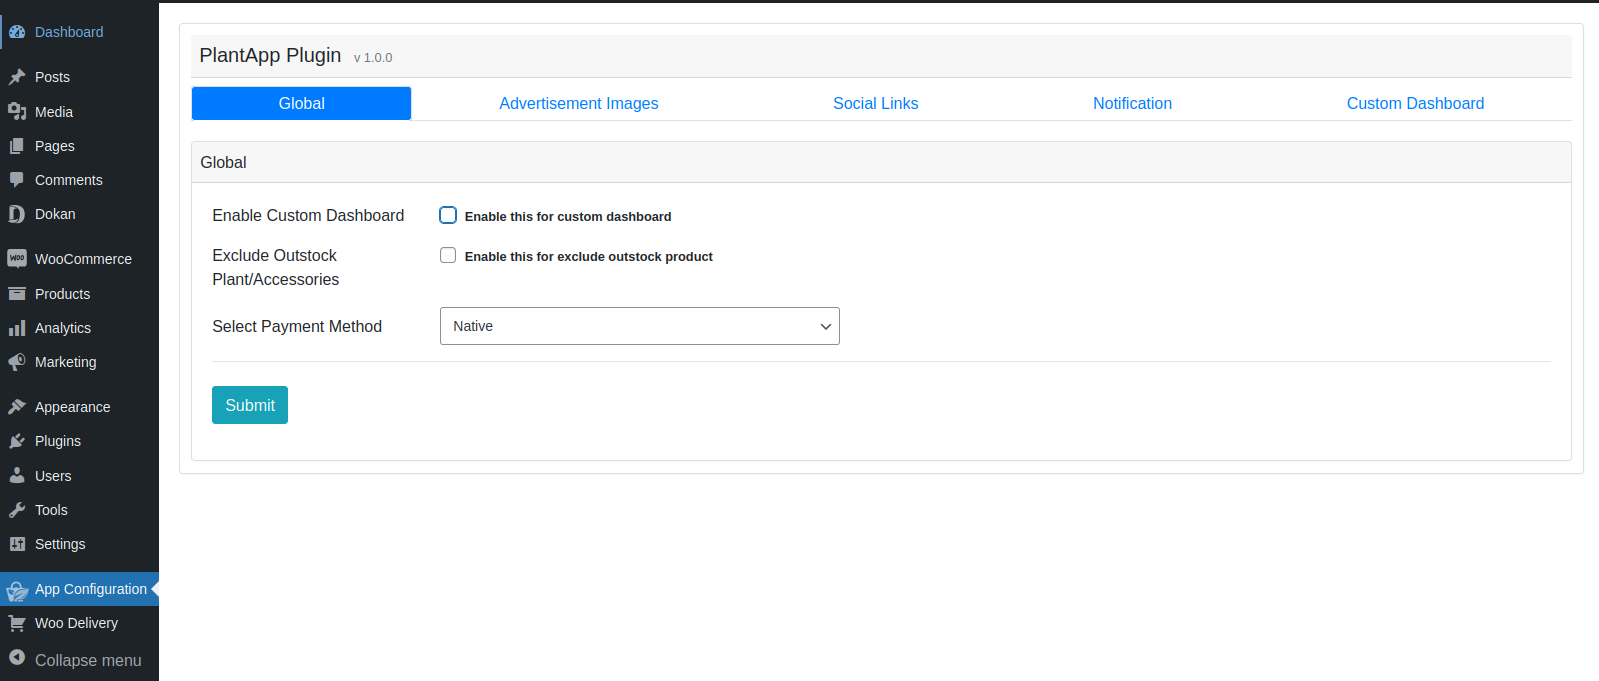 Dashboard
Posts
Media
Pages
Comments
Dokan
WooCommerce
Products
Analytics
Marketing
Appearance
Plugins
Users
Tools
Settings
App Configuration
Woo Delivery
Collapse menu
PlantApp Plugin v 1.0.0
Global Advertisement Images Social Links Notification Custom Dashboard
Global
Enable Custom Dashboard Enable this for custom dashboard
Exclude Outstock Enable this for exclude outstock product
Plant/Accessories
Select Payment Method Native
Submit